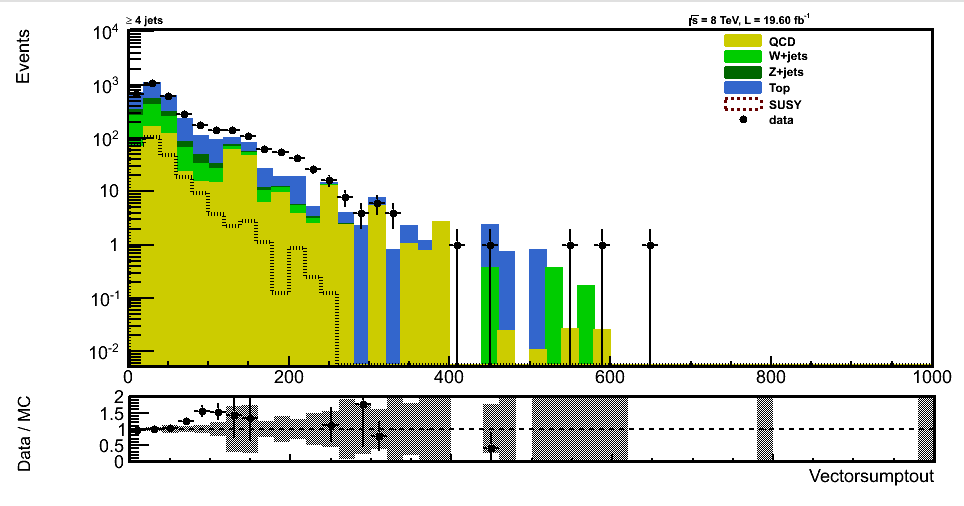 ≥ 4 jets
√s = 8 TeV, L = 19.60 fb⁻¹
Events
10⁴
10³
10²
10
1
10⁻¹
10⁻²
QCD
W+jets
Z+jets
Top
SUSY
data
0 200 400 600 800 1000
Data / MC
2
1.5
1
0.5
0
Vectorsumptout